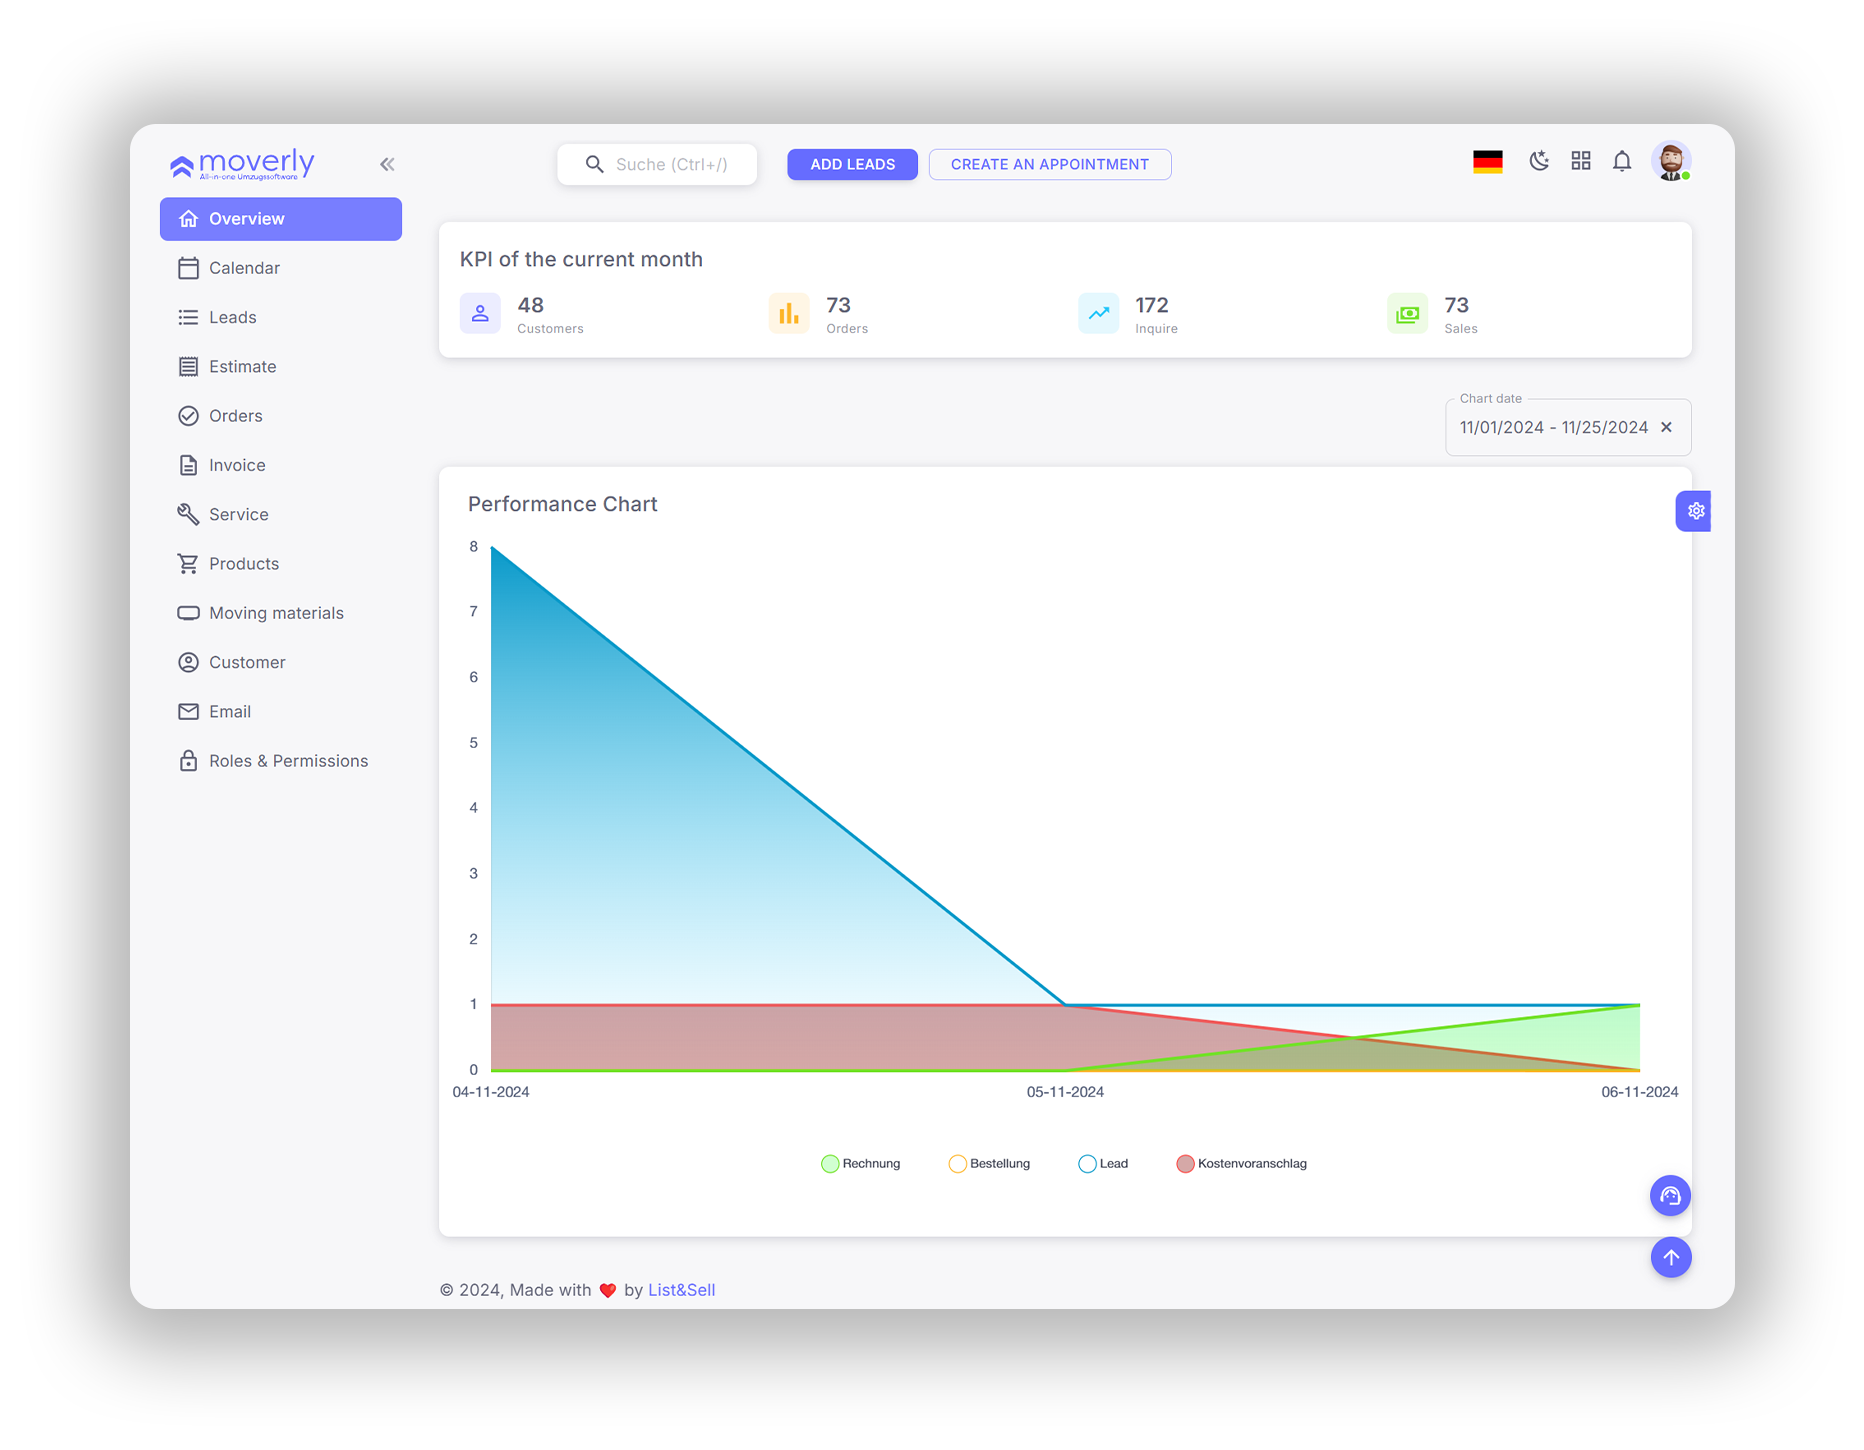 moverly
All-in-one Umzugssoftware
Suche (Ctrl+/)
ADD LEADS
CREATE AN APPOINTMENT
Overview
Calendar
Leads
Estimate
Orders
Invoice
Service
Products
Moving materials
Customer
Email
Roles & Permissions
KPI of the current month
48
Customers
73
Orders
172
Inquire
73
Sales
Chart date
11/01/2024 - 11/25/2024
Performance Chart
8
7
6
5
4
3
2
1
0
04-11-2024 05-11-2024 06-11-2024
Rechnung Bestellung Lead Kostenvoranschlag
© 2024, Made with ❤️ by List&Sell